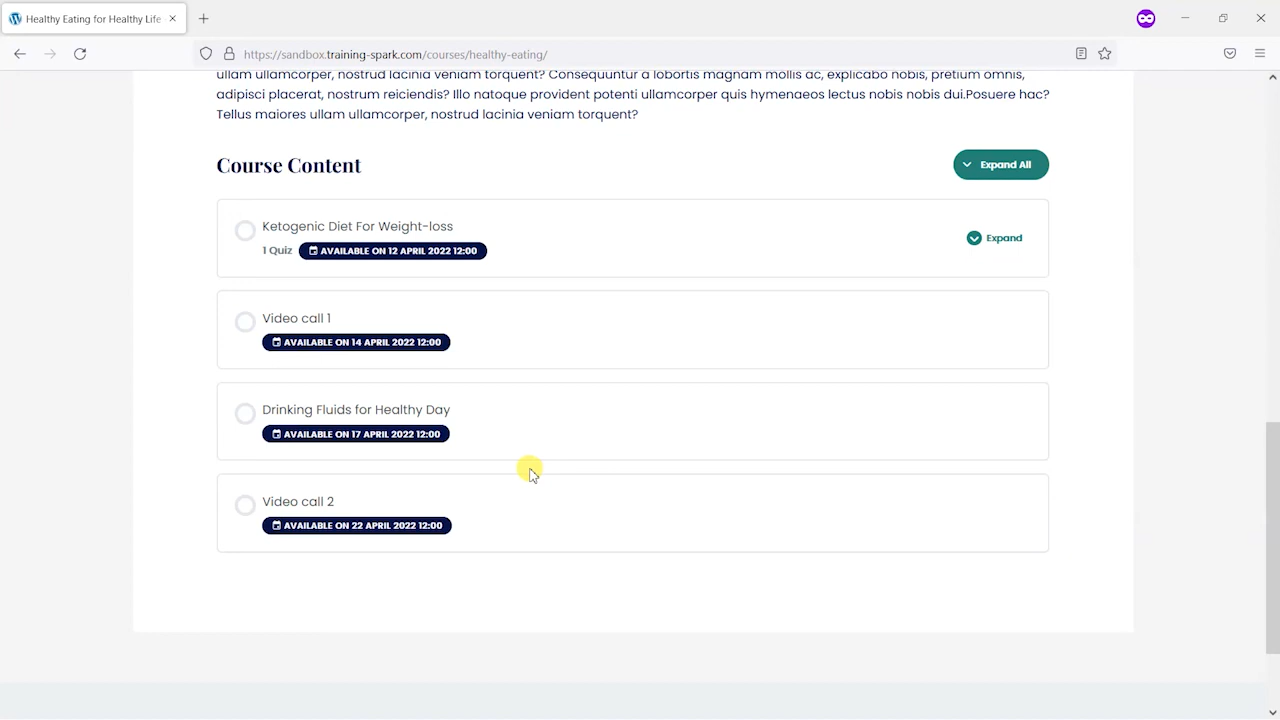 Healthy Eating for Healthy Life
https://sandbox.training-spark.com/courses/healthy-eating/
ullam ullamcorper, nostrud lacinia veniam torquent? Consequuntur a lobortis magnam mollis ac, explicabo nobis, pretium omnis,
adipisci placerat, nostrum reiciendis? Illo natoque provident potenti ullamcorper quis hymenaeos lectus nobis nobis dui.Posuere hac?
Tellus maiores ullam ullamcorper, nostrud lacinia veniam torquent?
Course Content
Expand All
Ketogenic Diet For Weight-loss
1 Quiz AVAILABLE ON 12 APRIL 2022 12:00
Expand
Video call 1
AVAILABLE ON 14 APRIL 2022 12:00
Drinking Fluids for Healthy Day
AVAILABLE ON 17 APRIL 2022 12:00
Video call 2
AVAILABLE ON 22 APRIL 2022 12:00